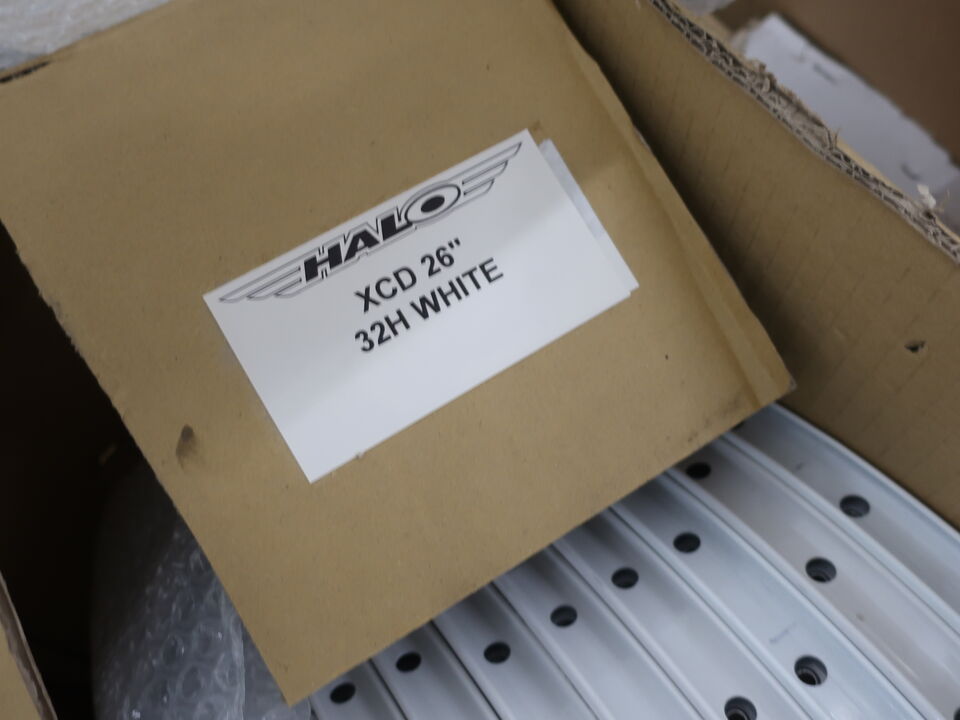 HALO
XCD 26"
32H WHITE